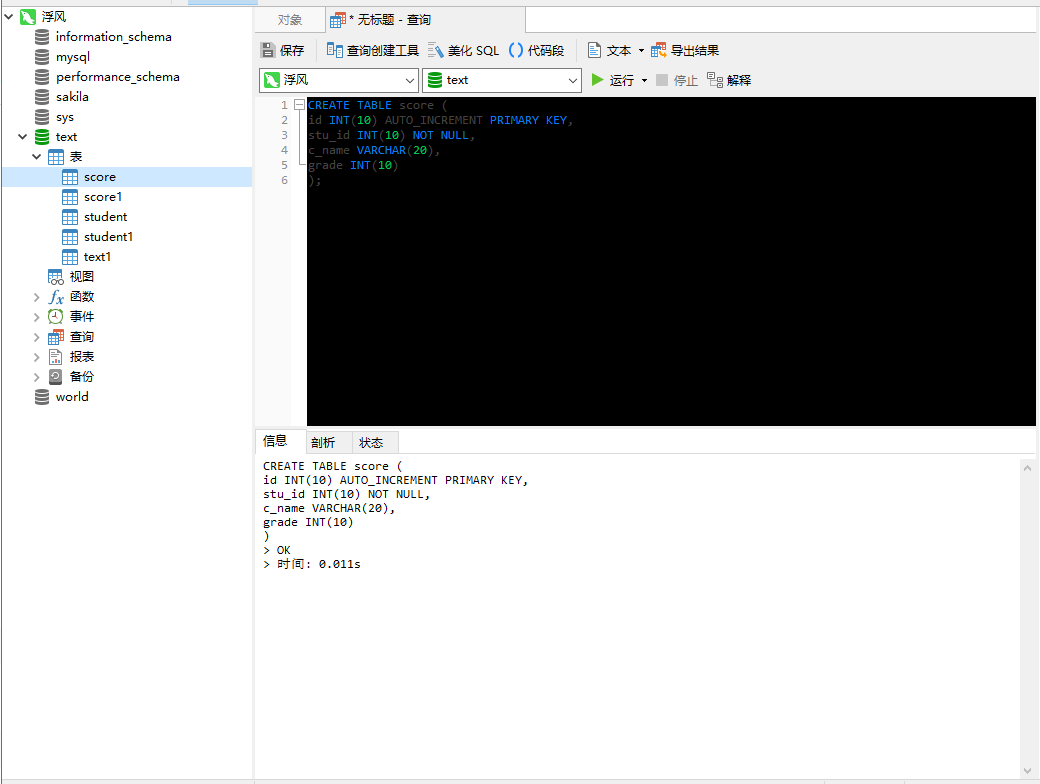 浮风
information_schema
mysql
performance_schema
sakila
sys
text
表
score
score1
student
student1
text1
视图
fx 函数
事件
查询
报表
备份
world
对象
* 无标题 - 查询
保存 查询创建工具 美化 SQL () 代码段 文本 导出结果
浮风 text 运行 停止 解释
1 CREATE TABLE score (
2 id INT(10) AUTO_INCREMENT PRIMARY KEY,
3 stu_id INT(10) NOT NULL,
4 c_name VARCHAR(20),
5 grade INT(10)
6 );
信息 剖析 状态
CREATE TABLE score (
id INT(10) AUTO_INCREMENT PRIMARY KEY,
stu_id INT(10) NOT NULL,
c_name VARCHAR(20),
grade INT(10)
)
> OK
> 时间: 0.011s